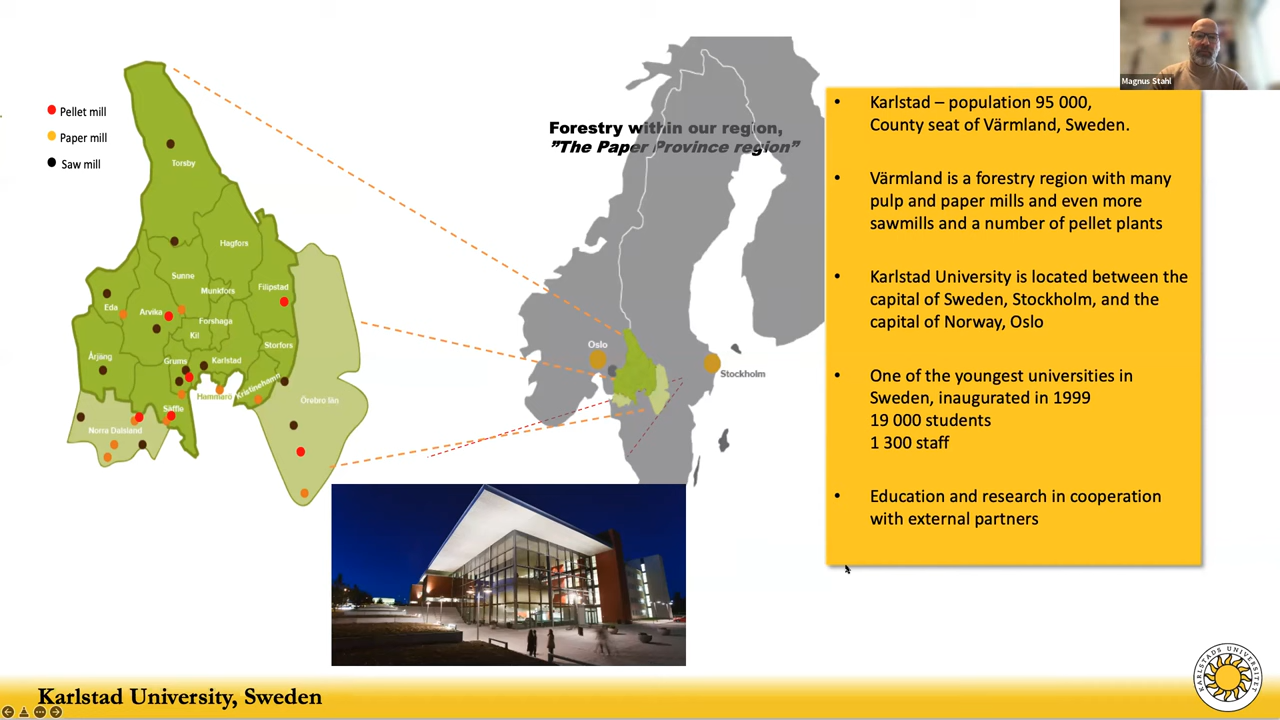 Magnus Stahl
Pellet mill
Paper mill
Saw mill
Torsby
Hagfors
Sunne
Munkfors
Filipstad
Eda
Arvika
Forshaga
Kil
Storfors
Årjäng
Grums
Karlstad
Kristinehamn
Hammarö
Säffle
Örebro län
Norra Dalsland
Forestry within our region,
”The Paper Province region”
Oslo
Stockholm
• Karlstad – population 95 000,
County seat of Värmland, Sweden.
• Värmland is a forestry region with many
pulp and paper mills and even more
sawmills and a number of pellet plants
• Karlstad University is located between the
capital of Sweden, Stockholm, and the
capital of Norway, Oslo
• One of the youngest universities in
Sweden, inaugurated in 1999
19 000 students
1 300 staff
• Education and research in cooperation
with external partners
Karlstad University, Sweden
KARLSTADS UNIVERSITET